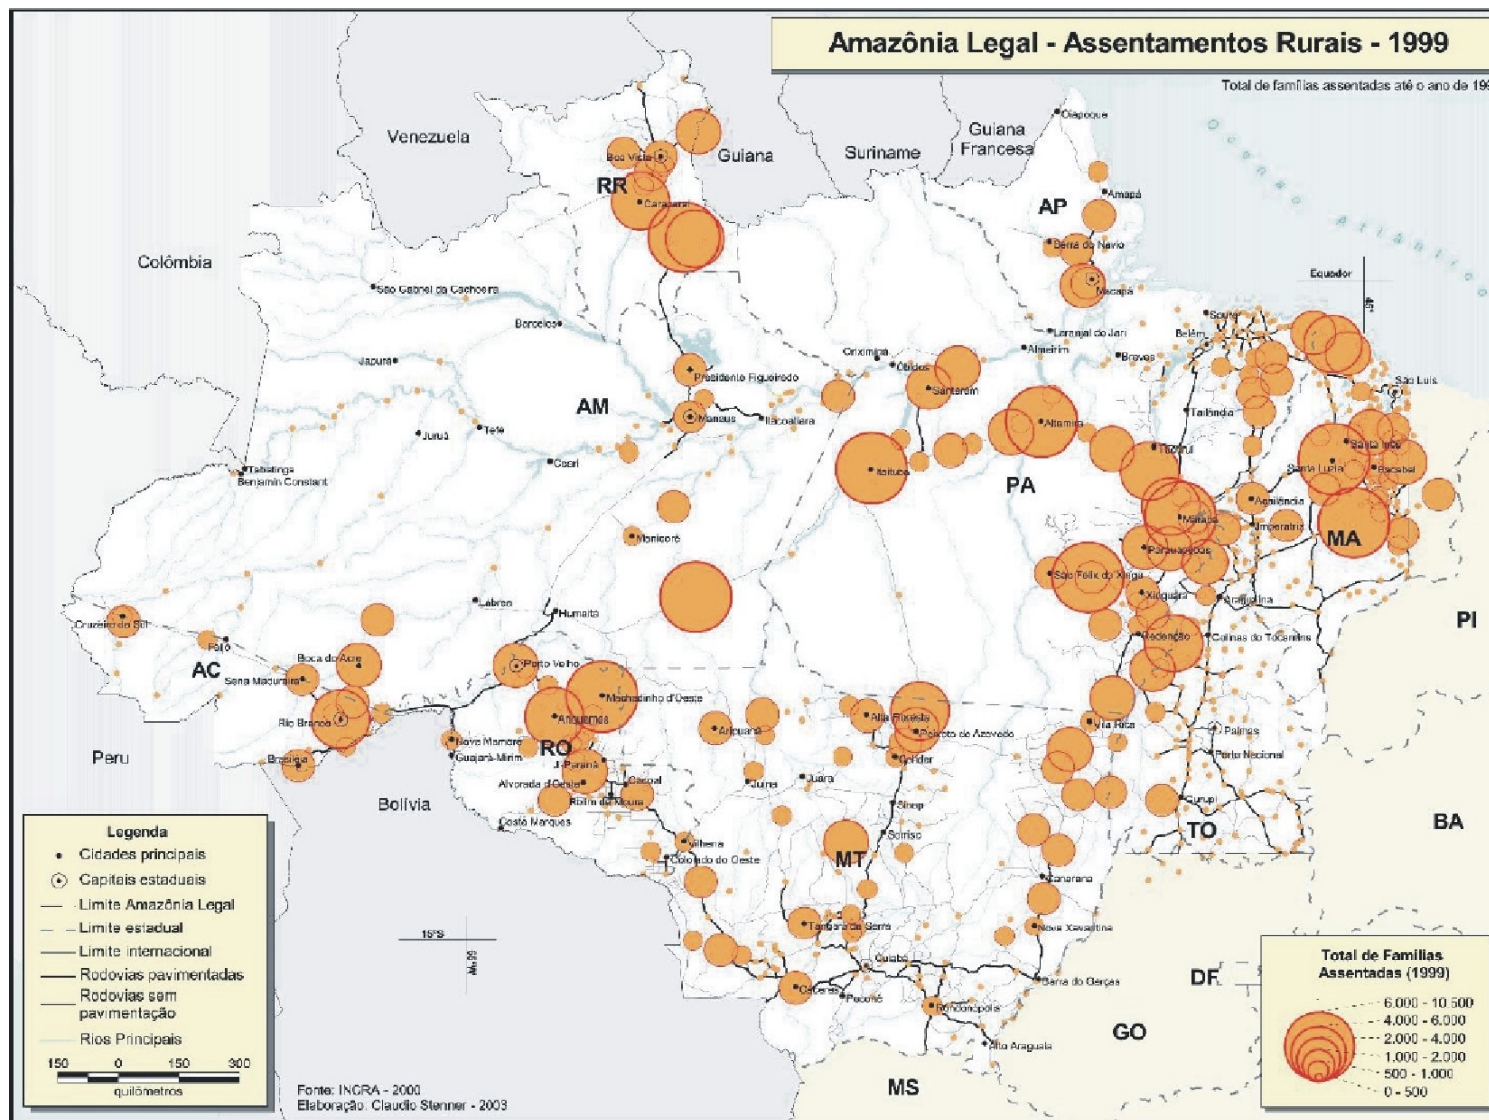 Amazônia Legal - Assentamentos Rurais - 1999
Total de famílias assentadas até o ano de 199
Venezuela
Guiana
Suriname
Guiana
Francesa
Oiapoque
Boa Vista
RR
Caracaraí
AP
Amapá
Serra do Navio
Macapá
Colômbia
Oceano Atlântico
Equador
45°
São Gabriel da Cachoeira
Barcelos
Laranjal do Jari
Soure
Belém
Japurá
Oriximiná
Óbidos
Almeirim
Breves
Presidente Figueiredo
Santarém
São Luís
AM
Manaus
Itacoatiara
Altamira
Tailândia
Juruá
Tefé
Coari
Tucuruí
Santa Inês
Tabatinga
Benjamin Constant
Itaituba
Santa Luzia
Bacabal
PA
Açailândia
Marabá
Imperatriz
MA
Manicoré
Parauapebas
São Félix do Xingu
Xinguara
Araguaína
Lábrea
Humaitá
Cruzeiro do Sul
Feijó
Redenção
Colinas do Tocantins
PI
AC
Boca do Acre
Sena Madureira
Porto Velho
Machadinho d'Oeste
Rio Branco
Ariquemes
Aripuanã
Alta Floresta
Vila Rica
Peixoto de Azevedo
Palmas
RO
Nova Mamoré
Guajará-Mirim
Colíder
Porto Nacional
Peru
Brasiléia
Ji-Paraná
Alvorada d'Oeste
Cacoal
Rolim de Moura
Juína
Juara
Bolívia
Sinop
Gurupi
Costa Marques
Sorriso
TO
BA
Vilhena
Colorado do Oeste
MT
Canarana
Tangará da Serra
Nova Xavantina
15°S
66°W
Cuiabá
Barra do Garças
DF
Cáceres
Poconé
Rondonópolis
GO
Alto Araguaia
MS
Legenda
Cidades principais
Capitais estaduais
Limite Amazônia Legal
Limite estadual
Limite internacional
Rodovias pavimentadas
Rodovias sem
pavimentação
Rios Principais
150 0 150 300
quilômetros
Fonte: INCRA - 2000
Elaboração: Claudio Stenner - 2003
Total de Famílias
Assentadas (1999)
6.000 - 10.500
4.000 - 6.000
2.000 - 4.000
1.000 - 2.000
500 - 1.000
0 - 500